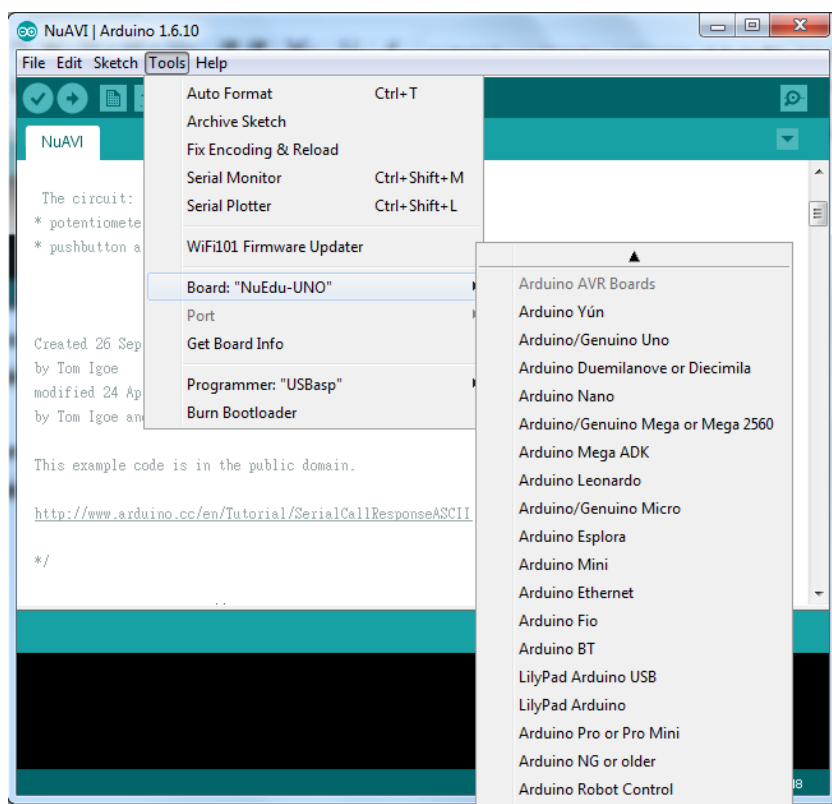 NuAVI | Arduino 1.6.10
File Edit Sketch Tools Help
NuAVI
Auto Format Ctrl+T
Archive Sketch
Fix Encoding & Reload
Serial Monitor Ctrl+Shift+M
Serial Plotter Ctrl+Shift+L
WiFi101 Firmware Updater
Board: "NuEdu-UNO"
Port
Get Board Info
Programmer: "USBasp"
Burn Bootloader
The circuit:
* potentiomete
* pushbutton a
Created 26 Sep
by Tom Igoe
modified 24 Ap
by Tom Igoe and
This example code is in the public domain.
http://www.arduino.cc/en/Tutorial/SerialCallResponseASCII
*/
Arduino AVR Boards
Arduino Yún
Arduino/Genuino Uno
Arduino Duemilanove or Diecimila
Arduino Nano
Arduino/Genuino Mega or Mega 2560
Arduino Mega ADK
Arduino Leonardo
Arduino/Genuino Micro
Arduino Esplora
Arduino Mini
Arduino Ethernet
Arduino Fio
Arduino BT
LilyPad Arduino USB
LilyPad Arduino
Arduino Pro or Pro Mini
Arduino NG or older
Arduino Robot Control